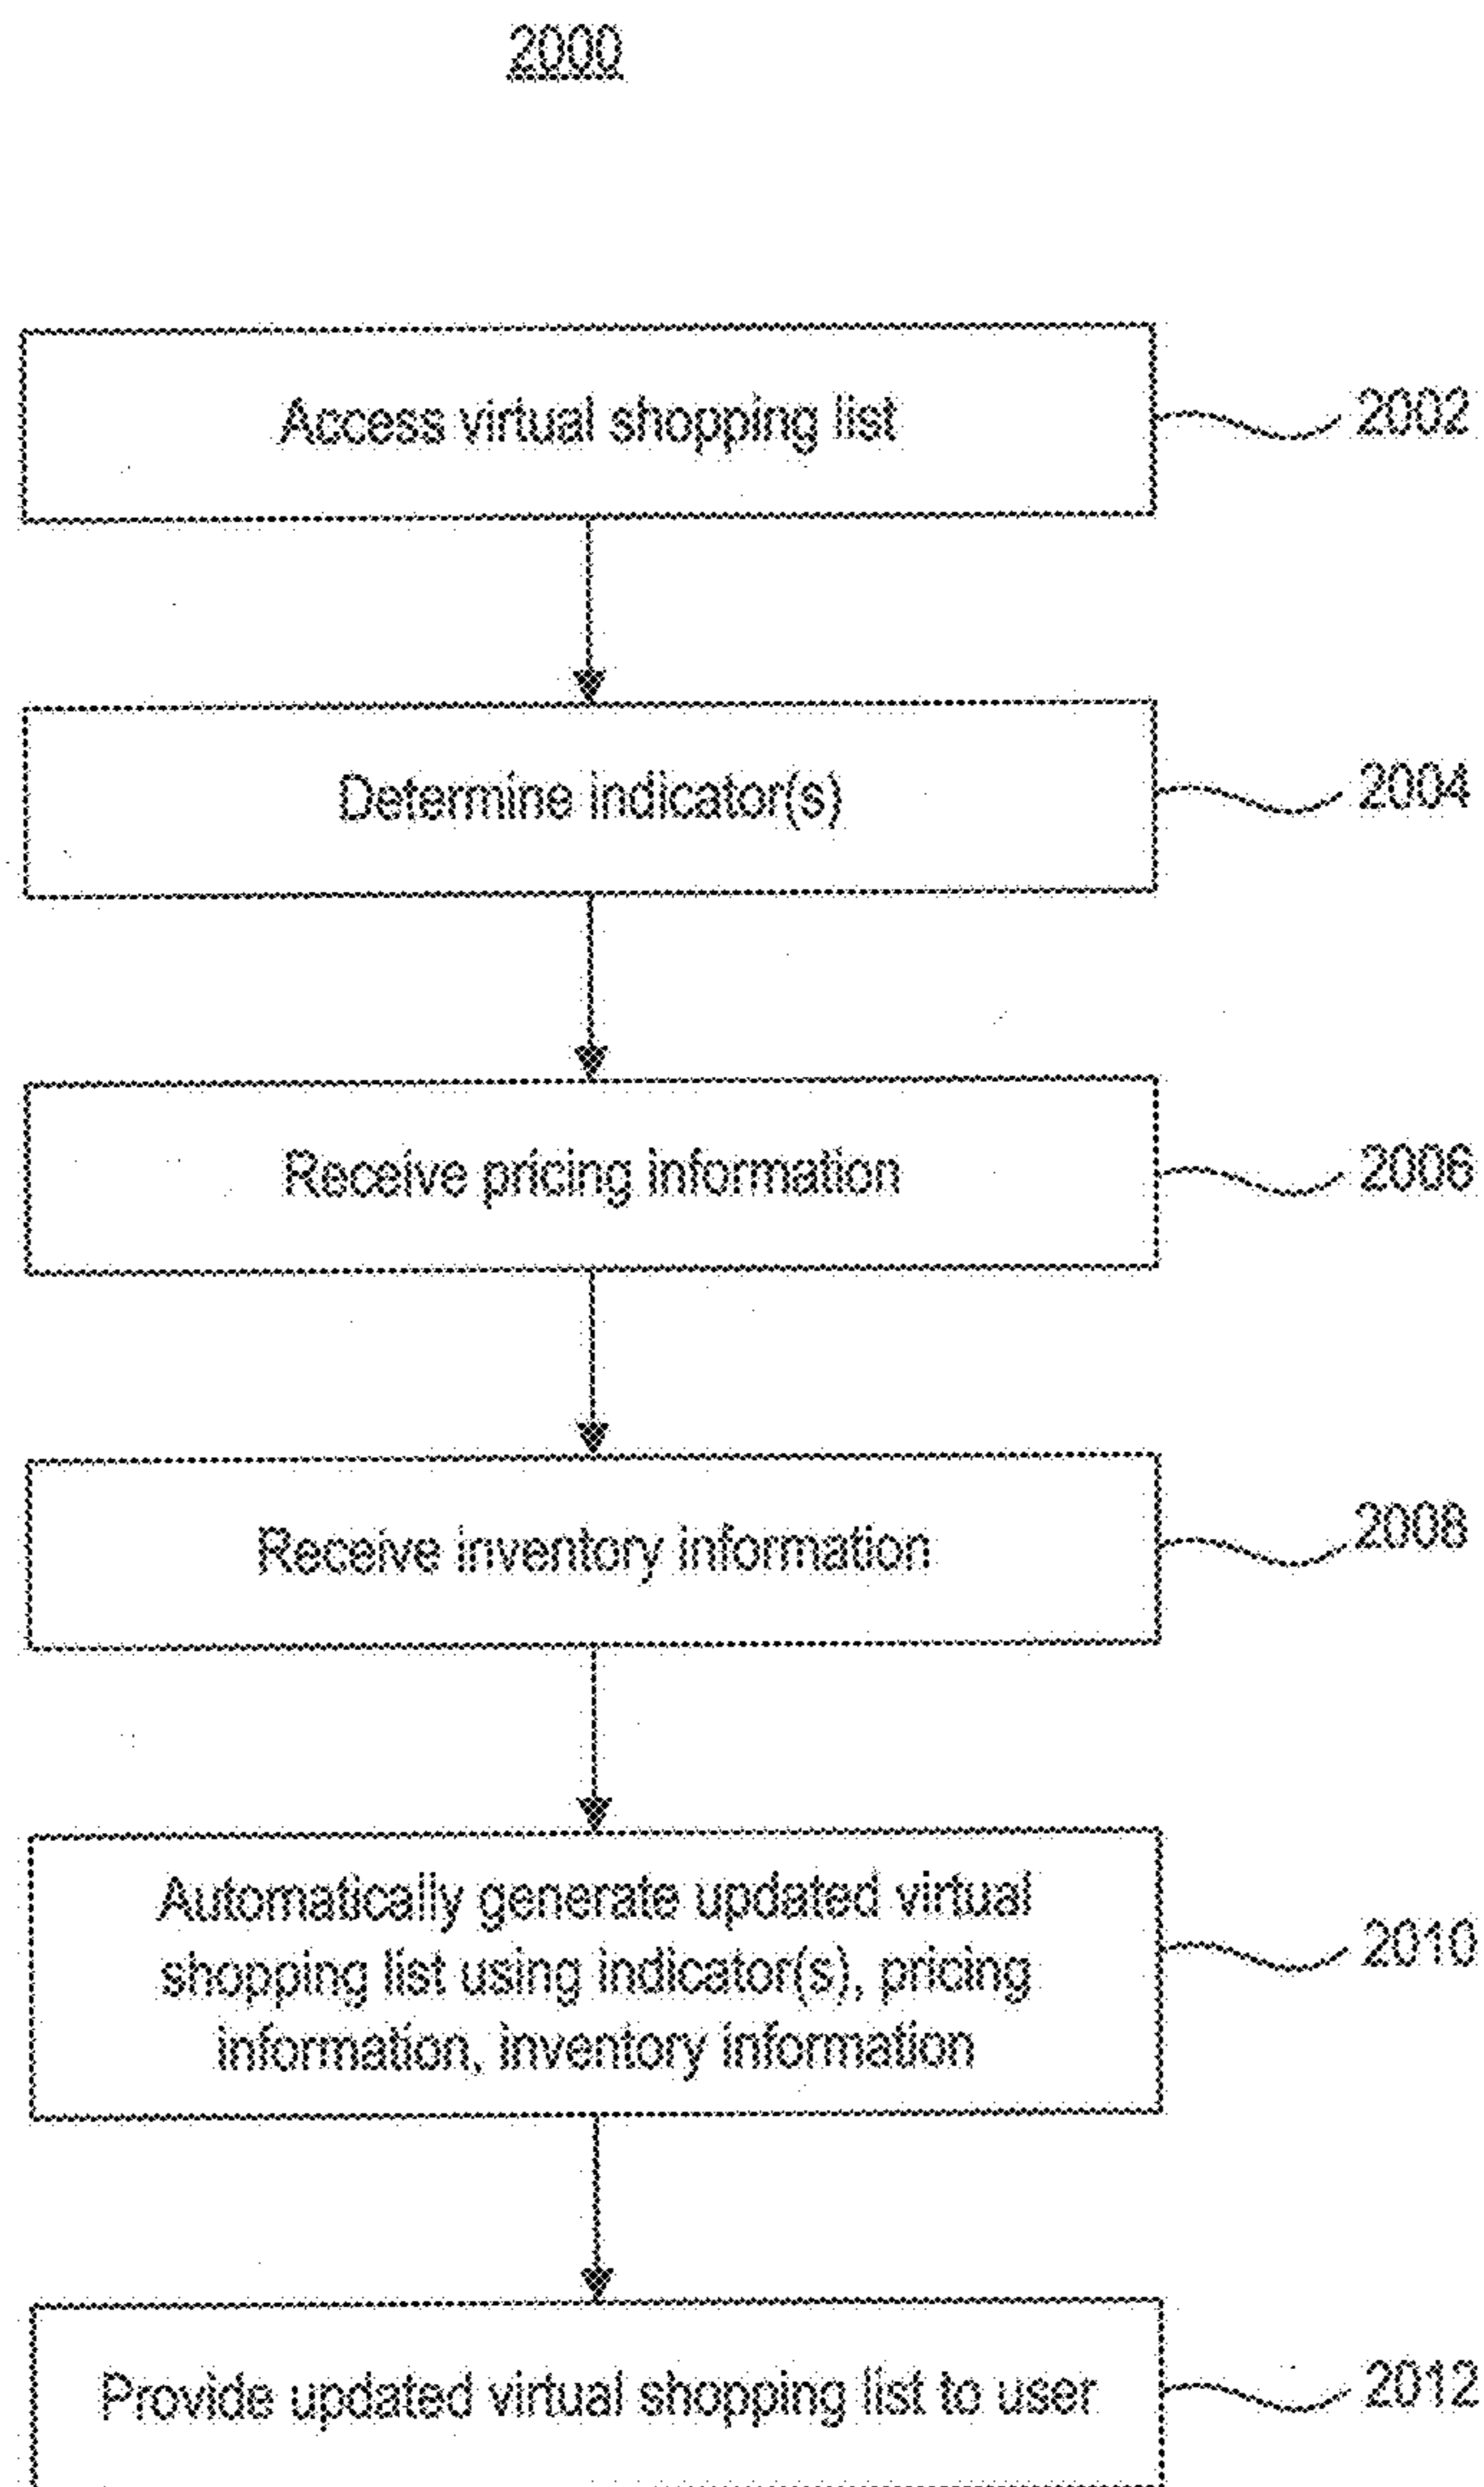 2000
Access virtual shopping list
2002
Determine indicator(s)
2004
Receive pricing information
2006
Receive inventory information
2008
Automatically generate updated virtual
shopping list using indicator(s), pricing
information, inventory information
2010
Provide updated virtual shopping list to user
2012